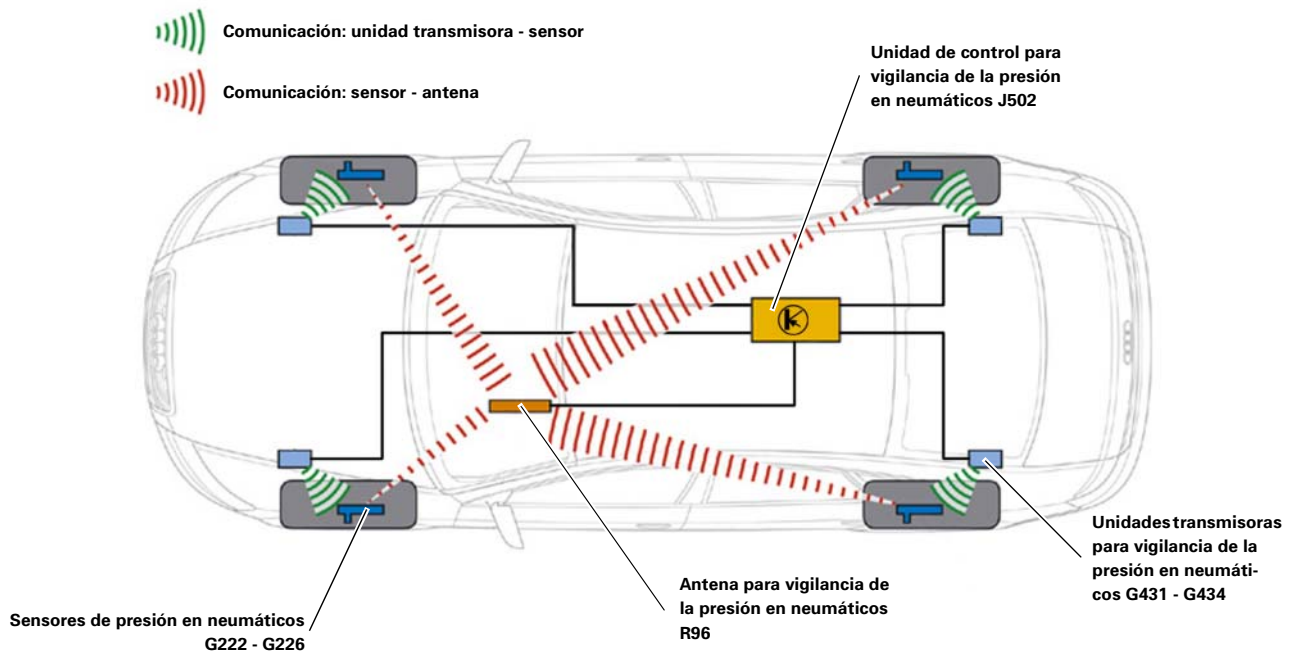 Comunicación: unidad transmisora - sensor
Comunicación: sensor - antena
Unidad de control para
vigilancia de la presión
en neumáticos J502
Unidades transmisoras
para vigilancia de la
presión en neumáti-
cos G431 - G434
Antena para vigilancia de
la presión en neumáticos
R96
Sensores de presión en neumáticos
G222 - G226